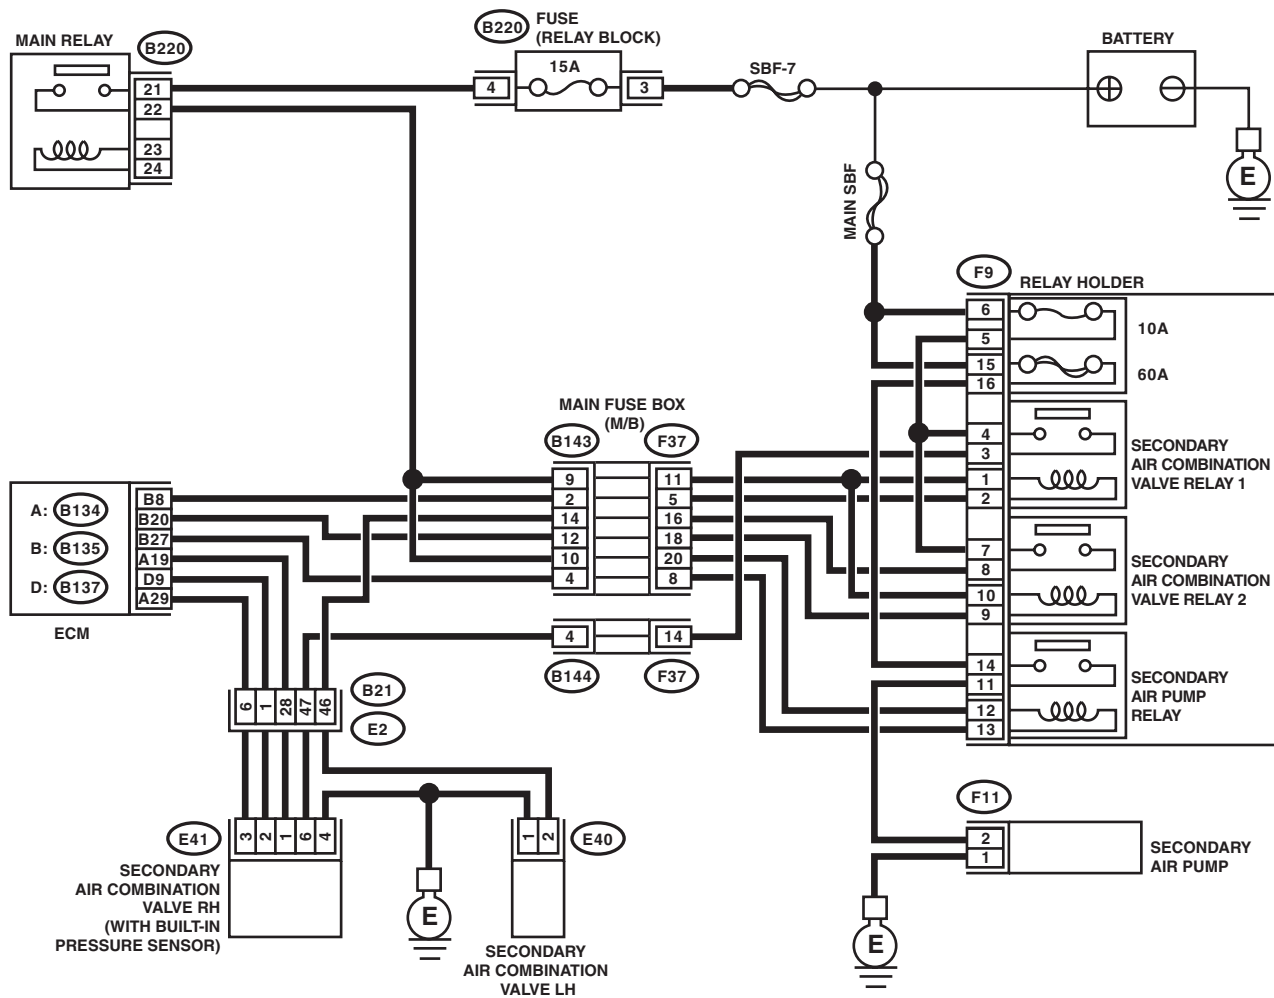 MAIN RELAY
B220
21
22
23
24
B220
FUSE
(RELAY BLOCK)
15A
4
3
SBF-7
BATTERY
E
MAIN SBF
F9
RELAY HOLDER
6
5
15
16
4
3
1
2
7
8
10
9
14
11
12
13
10A
60A
SECONDARY
AIR COMBINATION
VALVE RELAY 1
SECONDARY
AIR COMBINATION
VALVE RELAY 2
SECONDARY
AIR PUMP
RELAY
MAIN FUSE BOX
(M/B)
B143
F37
9
2
14
12
10
4
11
5
16
18
20
8
4
14
B144
F37
A: B134
B: B135
D: B137
B8
B20
B27
A19
D9
A29
ECM
6
1
28
47
46
B21
E2
E41
3
2
1
6
4
SECONDARY
AIR COMBINATION
VALVE RH
(WITH BUILT-IN
PRESSURE SENSOR)
E
1
2
E40
SECONDARY
AIR COMBINATION
VALVE LH
F11
2
1
SECONDARY
AIR PUMP
E